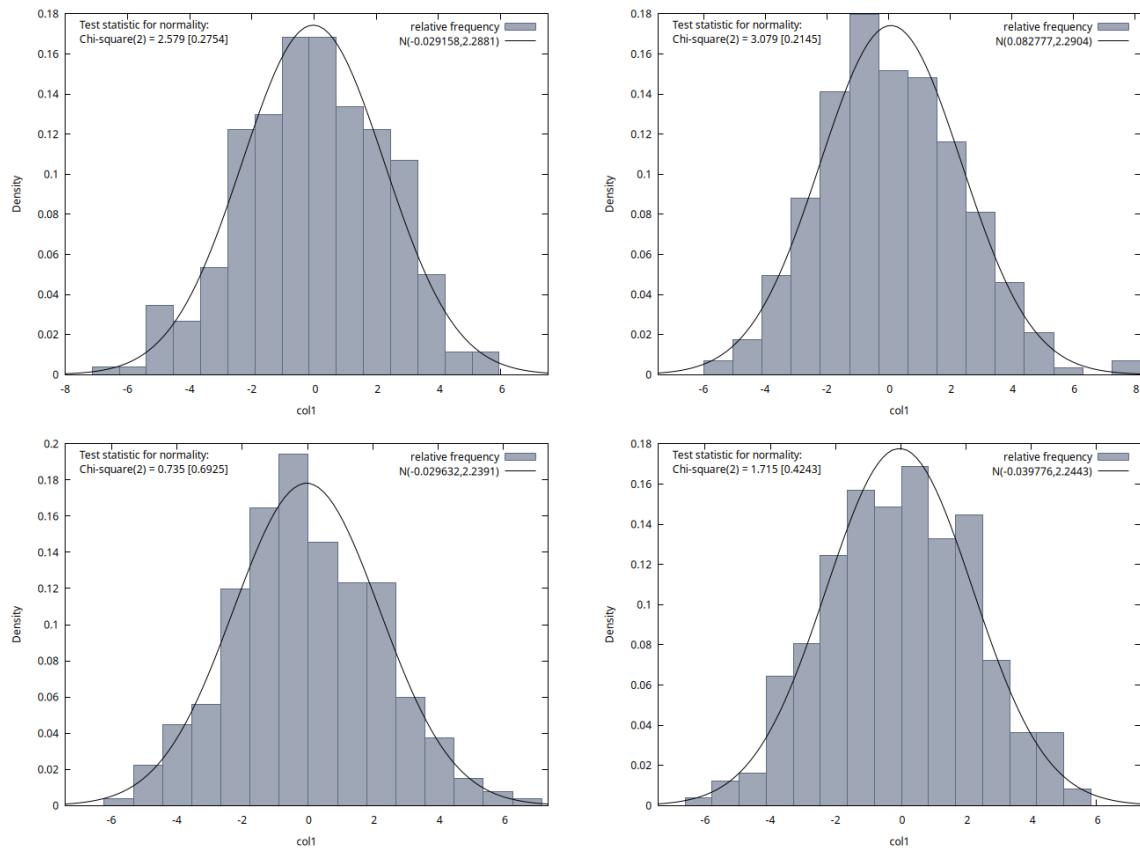 Test statistic for normality:
Chi-square(2) = 2.579 [0.2754]
relative frequency
N(-0.029158,2.2881)
0.18
0.16
0.14
0.12
0.1
0.08
0.06
0.04
0.02
0
Density
-8 -6 -4 -2 0 2 4 6
col1
Test statistic for normality:
Chi-square(2) = 3.079 [0.2145]
relative frequency
N(0.082777,2.2904)
0.18
0.16
0.14
0.12
0.1
0.08
0.06
0.04
0.02
0
Density
-6 -4 -2 0 2 4 6 8
col1
Test statistic for normality:
Chi-square(2) = 0.735 [0.6925]
relative frequency
N(-0.029632,2.2391)
0.2
0.18
0.16
0.14
0.12
0.1
0.08
0.06
0.04
0.02
0
Density
-6 -4 -2 0 2 4 6
col1
Test statistic for normality:
Chi-square(2) = 1.715 [0.4243]
relative frequency
N(-0.039776,2.2443)
0.18
0.16
0.14
0.12
0.1
0.08
0.06
0.04
0.02
0
Density
-6 -4 -2 0 2 4 6
col1